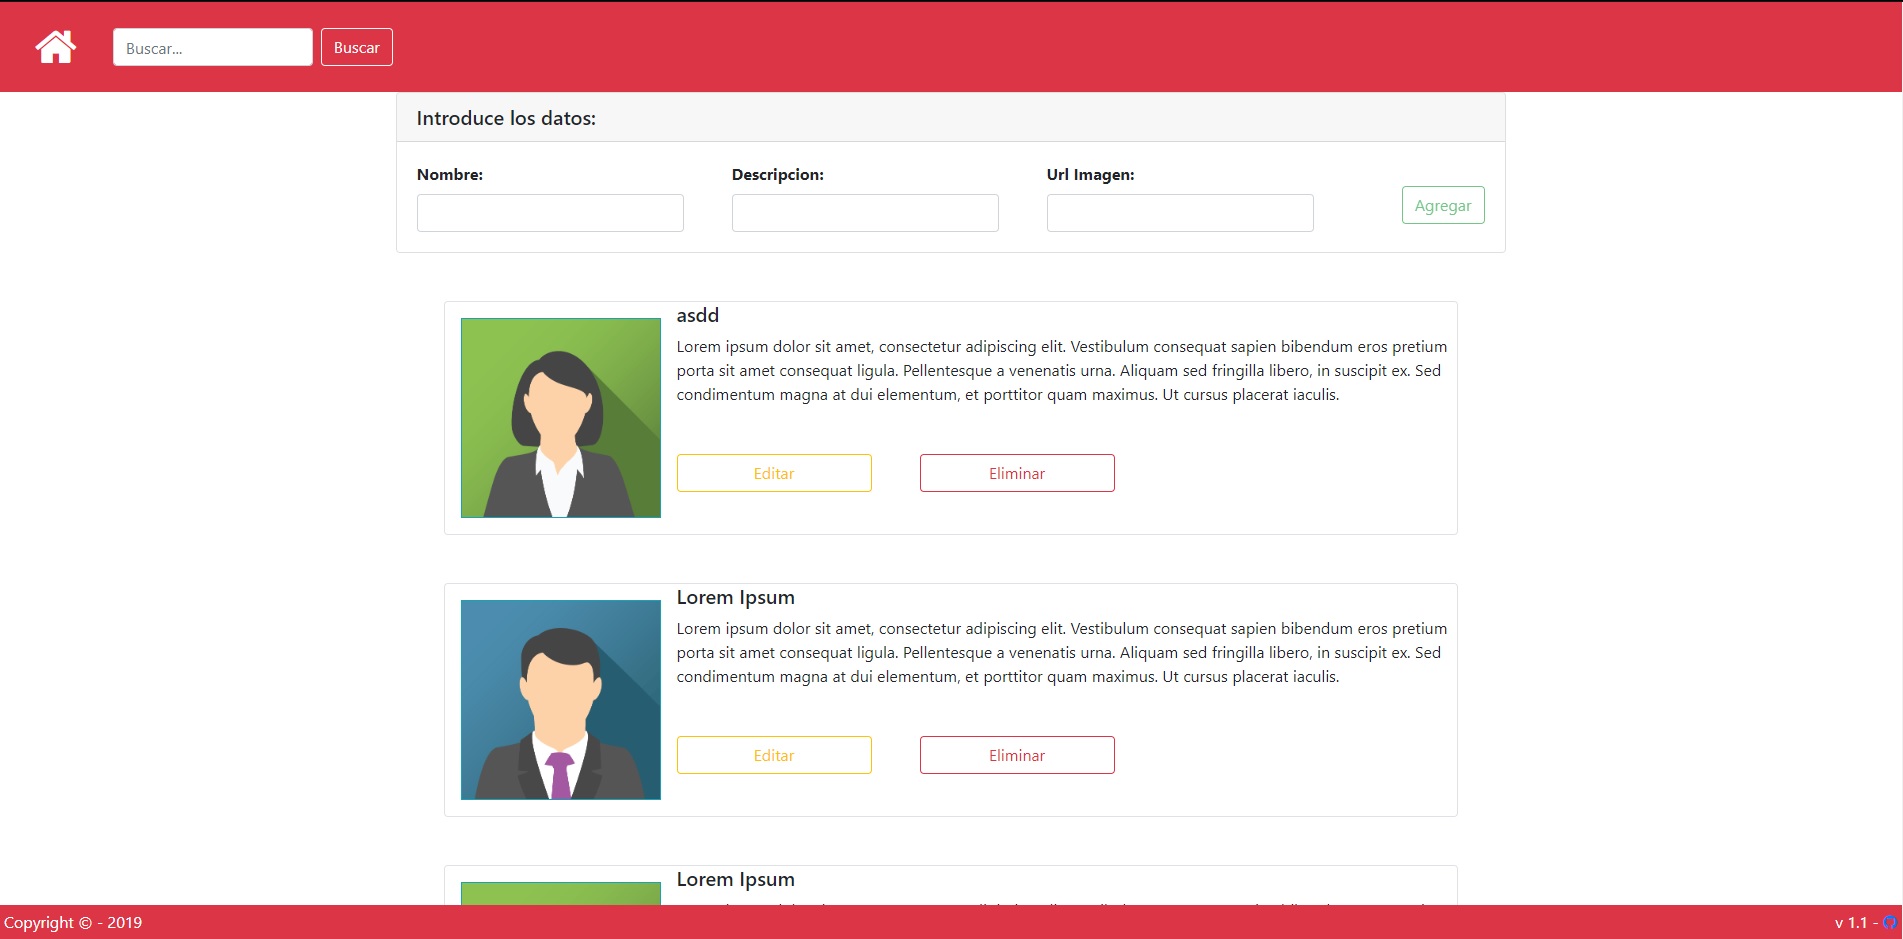 Buscar...
Buscar
Introduce los datos:
Nombre:
Descripcion:
Url Imagen:
Agregar
asdd
Lorem ipsum dolor sit amet, consectetur adipiscing elit. Vestibulum consequat sapien bibendum eros pretium
porta sit amet consequat ligula. Pellentesque a venenatis urna. Aliquam sed fringilla libero, in suscipit ex. Sed
condimentum magna at dui elementum, et porttitor quam maximus. Ut cursus placerat iaculis.
Editar
Eliminar
Lorem Ipsum
Lorem ipsum dolor sit amet, consectetur adipiscing elit. Vestibulum consequat sapien bibendum eros pretium
porta sit amet consequat ligula. Pellentesque a venenatis urna. Aliquam sed fringilla libero, in suscipit ex. Sed
condimentum magna at dui elementum, et porttitor quam maximus. Ut cursus placerat iaculis.
Editar
Eliminar
Lorem Ipsum
Copyright © - 2019
v 1.1 -